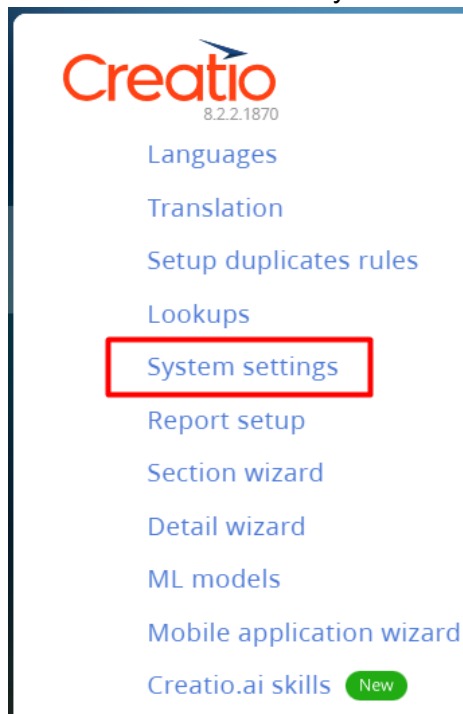 Creatio
8.2.2.1870
Languages
Translation
Setup duplicates rules
Lookups
System settings
Report setup
Section wizard
Detail wizard
ML models
Mobile application wizard
Creatio.ai skills New